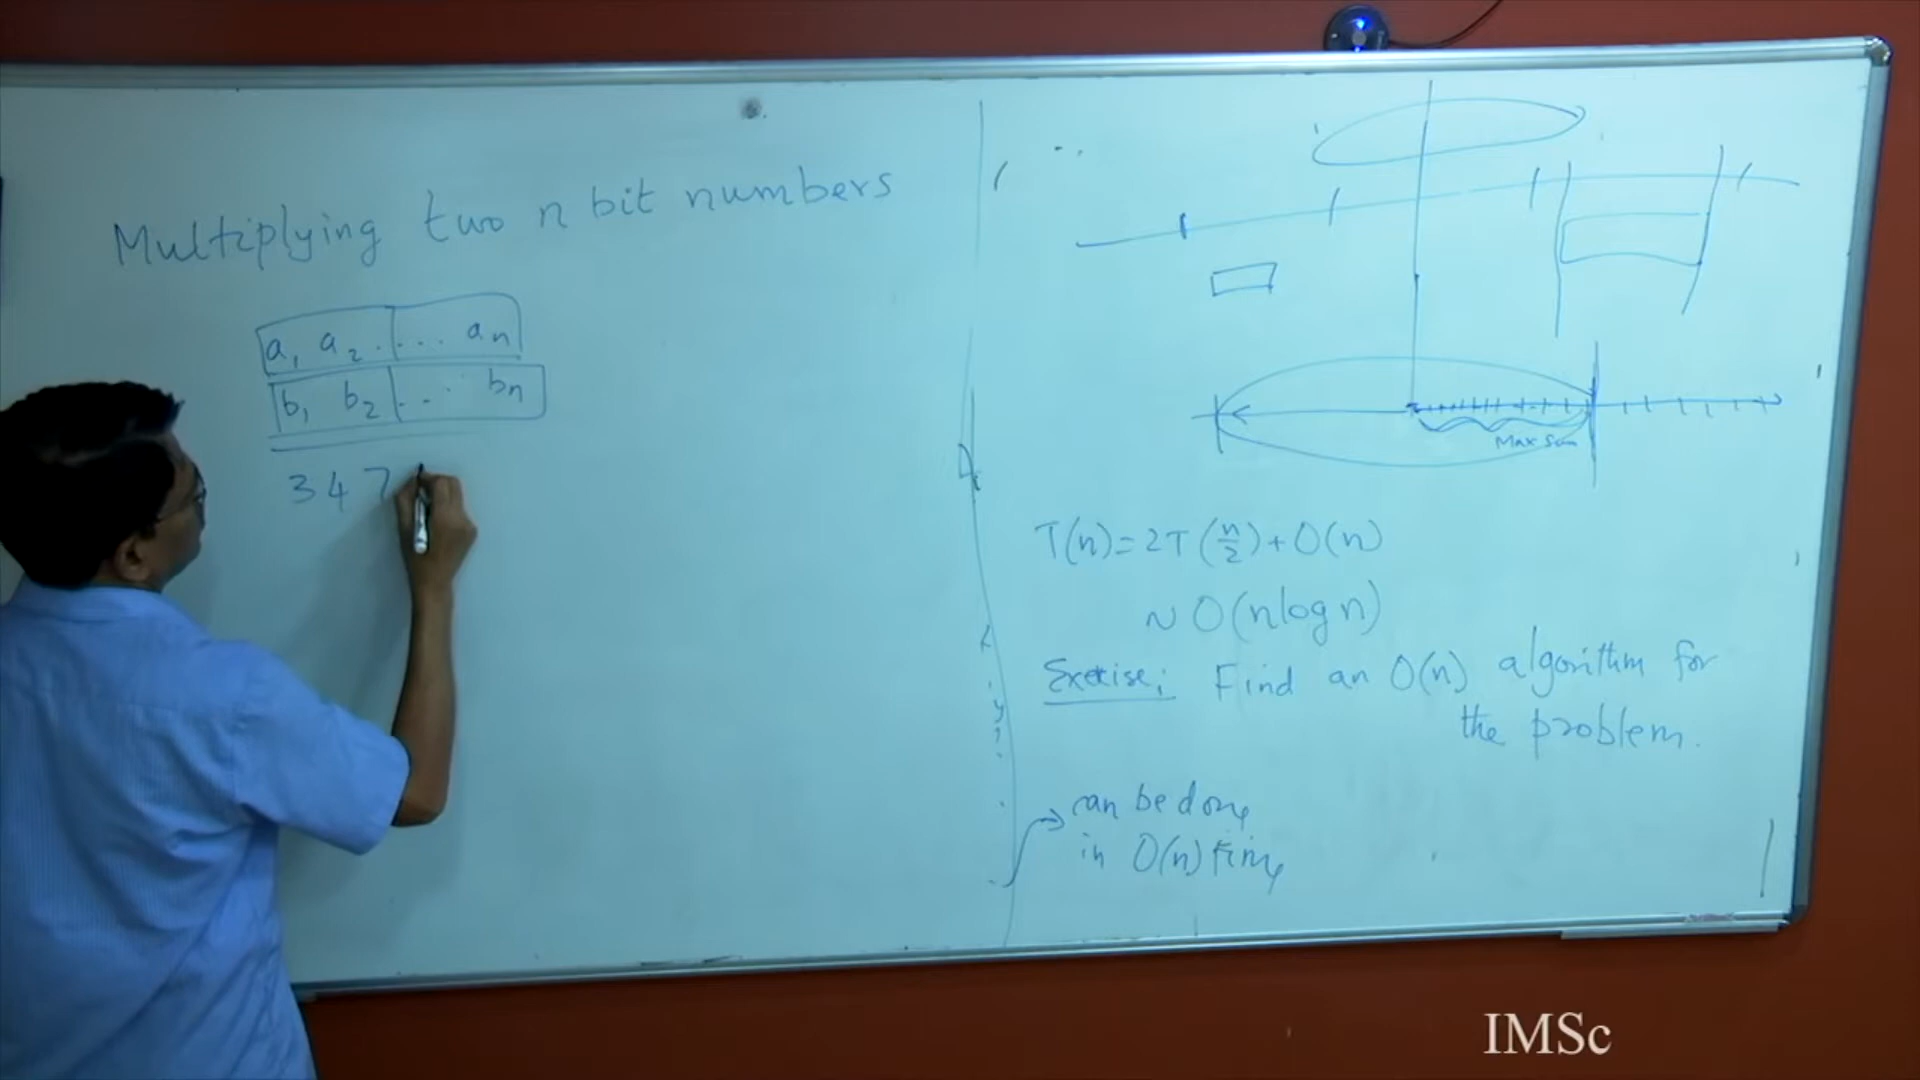 Multiplying two n bit numbers
a1 a2 . . . . an
b1 b2 . . . bn
3 4 7
Max Sum
T(n) = 2T(n/2) + O(n)
~ O(n log n)
Exercise: Find an O(n) algorithm for
the problem.
can be done
in O(n) time
IMSc